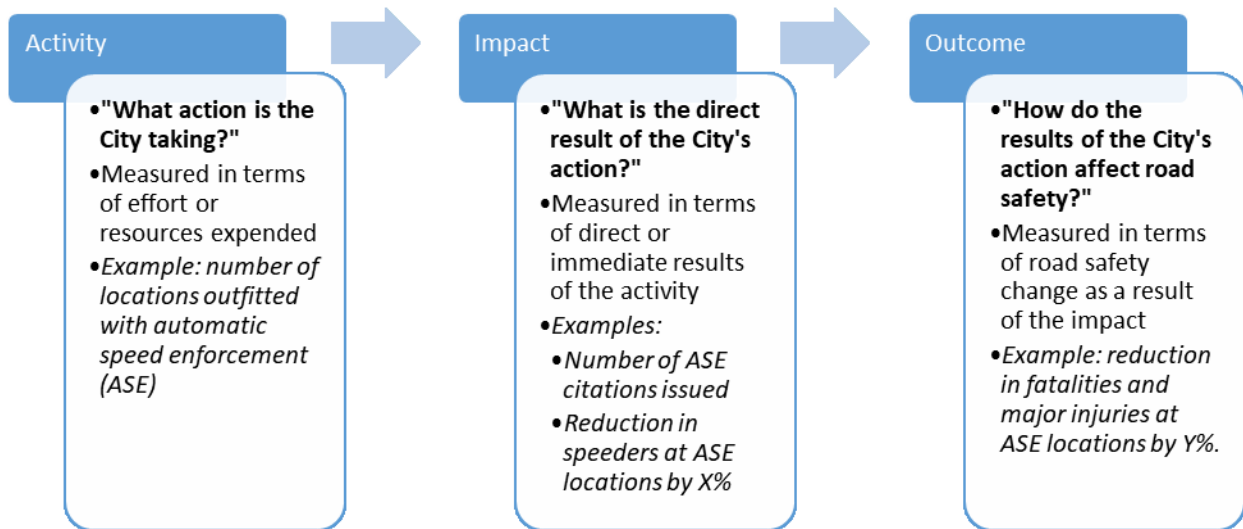 Activity
•"What action is the
City taking?"
•Measured in terms
of effort or
resources expended
•Example: number of
locations outfitted
with automatic
speed enforcement
(ASE)
Impact
•"What is the direct
result of the City's
action?"
•Measured in terms
of direct or
immediate results
of the activity
•Examples:
•Number of ASE
citations issued
•Reduction in
speeders at ASE
locations by X%
Outcome
•"How do the
results of the City's
action affect road
safety?"
•Measured in terms
of road safety
change as a result
of the impact
•Example: reduction
in fatalities and
major injuries at
ASE locations by Y%.